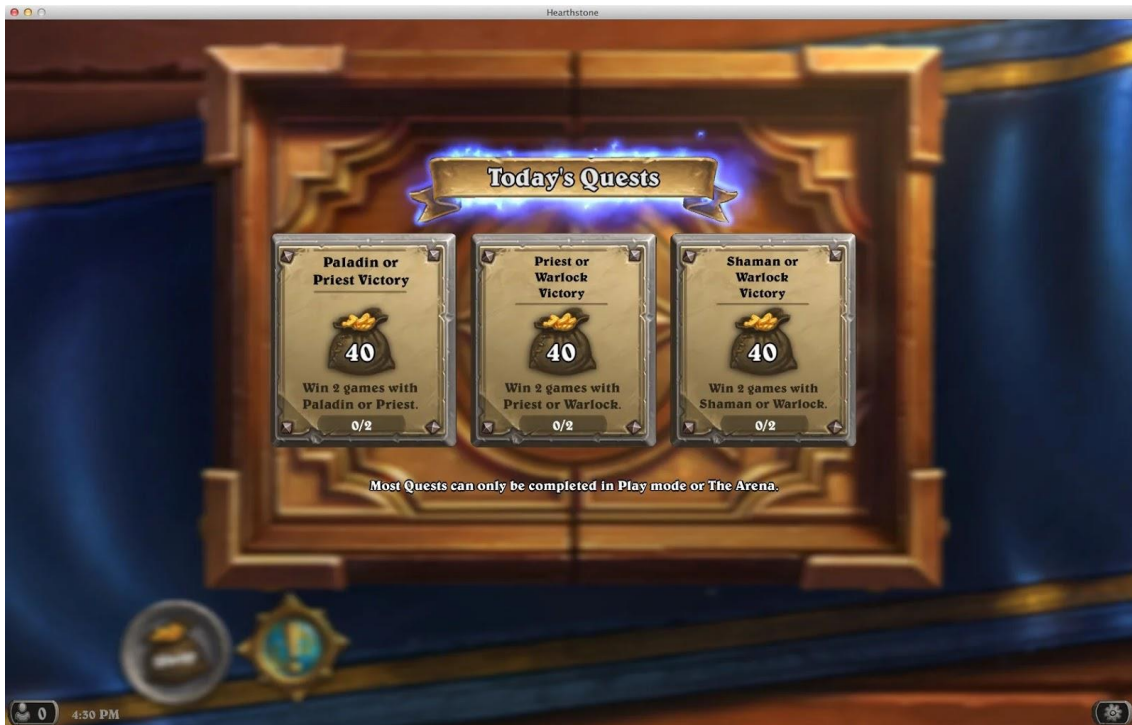 Hearthstone
Today's Quests
Paladin or
Priest Victory
40
Win 2 games with
Paladin or Priest.
0/2
Priest or
Warlock
Victory
40
Win 2 games with
Priest or Warlock.
0/2
Shaman or
Warlock
Victory
40
Win 2 games with
Shaman or Warlock.
0/2
Most Quests can only be completed in Play mode or The Arena.
0
4:30 PM